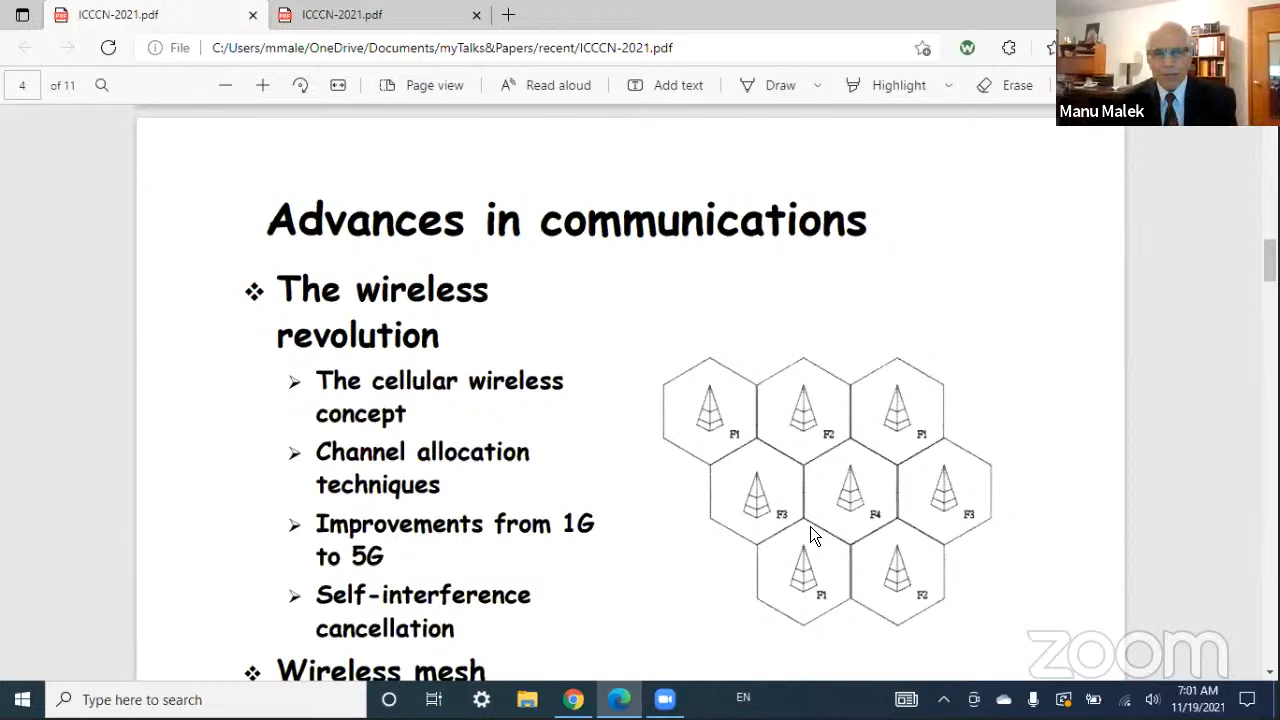 ICCCN-2021.pdf
ICCCN-2021.pdf
File
C:/Users/mmale/OneDrive/Documents/myTalks&Papers/recent/ICCCN-2021.pdf
4 of 11
Page view
Read aloud
Add text
Draw
Highlight
Erase
Manu Malek
Advances in communications
The wireless
revolution
The cellular wireless
concept
Channel allocation
techniques
Improvements from 1G
to 5G
Self-interference
cancellation
Wireless mesh
F1
F2
F1
F3
F4
F3
F1
F2
zoom
Type here to search
EN
7:01 AM
11/19/2021